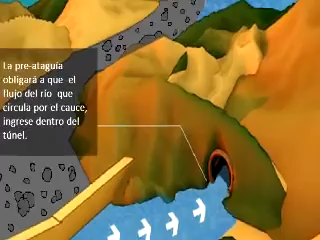 La pre-ataguía
obligará a que el
flujo del río que
circula por el cauce,
ingrese dentro del
túnel.